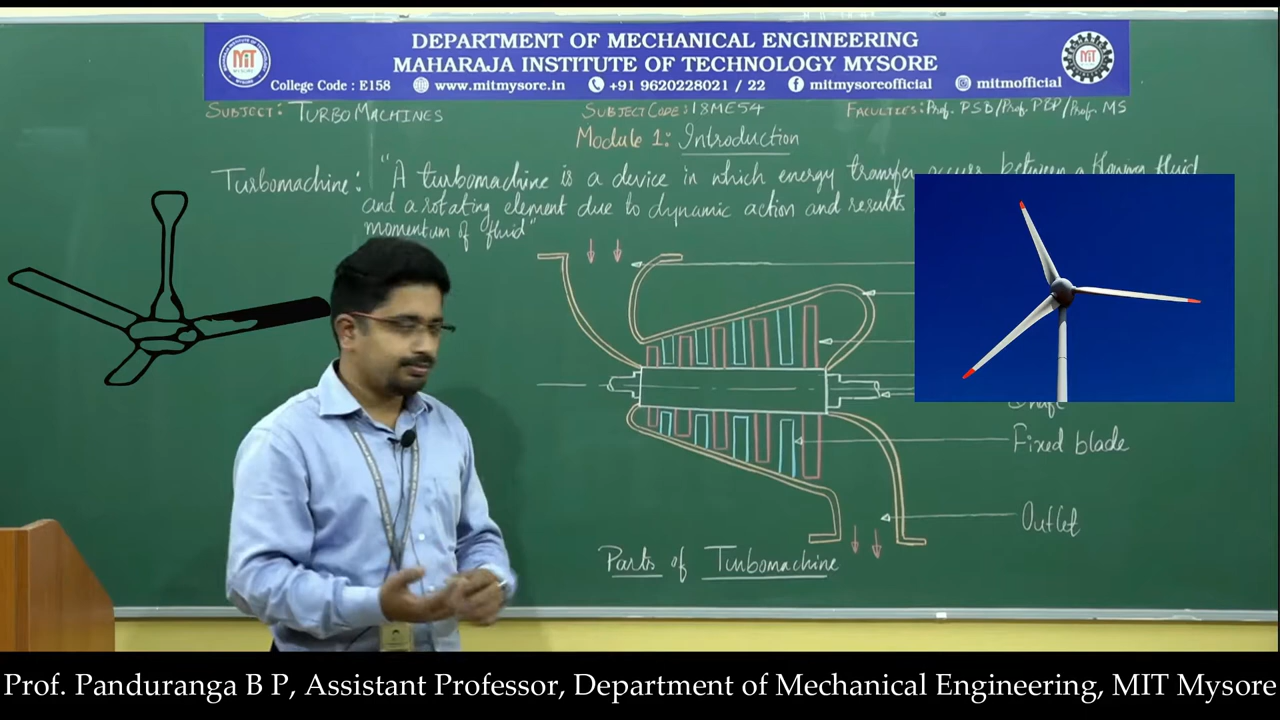 DEPARTMENT OF MECHANICAL ENGINEERING
MAHARAJA INSTITUTE OF TECHNOLOGY MYSORE
MIT
MYSORE
College Code : E158 www.mitmysore.in +91 9620228021 / 22 mitmysoreofficial mitmofficial
SUBJECT: TURBOMACHINES SUBJECT CODE: 18ME54 FACULTIES: Prof. PSB/Prof. PBP/Prof. MS
Module 1: Introduction
Turbomachine: "A turbomachine is a device in which energy transfer occurs between a flowing fluid
and a rotating element due to dynamic action and results
momentum of fluid"
Shaft
Fixed blade
Outlet
Parts of Turbomachine
Prof. Panduranga B P, Assistant Professor, Department of Mechanical Engineering, MIT Mysore